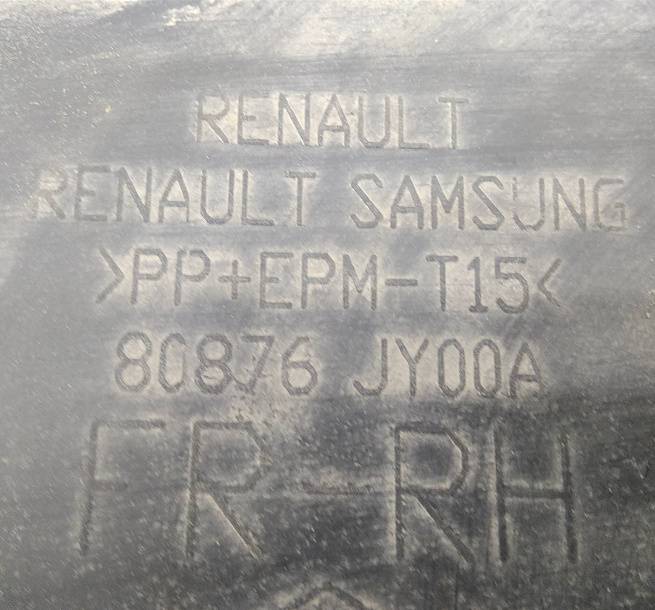 RENAULT
RENAULT SAMSUNG
>PP+EPM-T15<
80876 JY00A
FR-RH